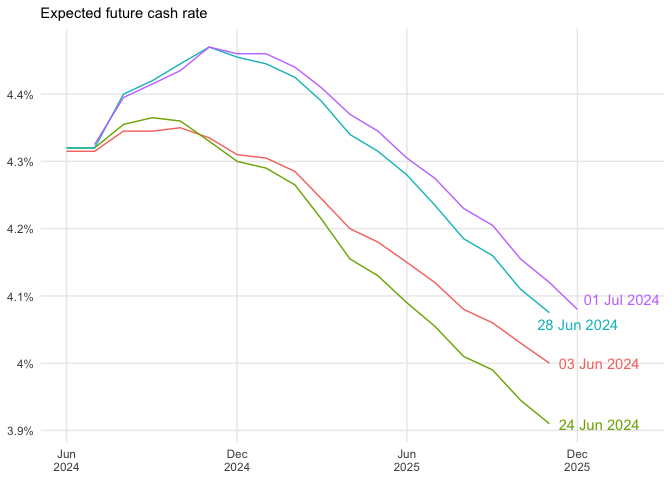 Expected future cash rate
4.4%
4.3%
4.2%
4.1%
4%
3.9%
01 Jul 2024
28 Jun 2024
03 Jun 2024
24 Jun 2024
Jun
2024
Dec
2024
Jun
2025
Dec
2025